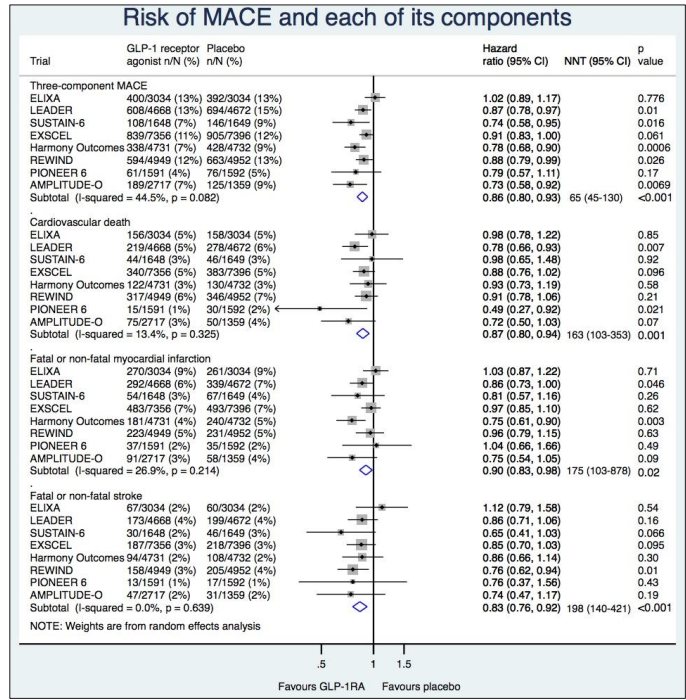 Risk of MACE and each of its components
Trial GLP-1 receptor agonist n/N (%) Placebo n/N (%) Hazard ratio (95% CI) NNT (95% CI) p value
Three-component MACE
ELIXA 400/3034 (13%) 392/3034 (13%) 1.02 (0.89, 1.17) 0.776
LEADER 608/4668 (13%) 694/4672 (15%) 0.87 (0.78, 0.97) 0.01
SUSTAIN-6 108/1648 (7%) 146/1649 (9%) 0.74 (0.58, 0.95) 0.016
EXSCEL 839/7356 (11%) 905/7396 (12%) 0.91 (0.83, 1.00) 0.061
Harmony Outcomes 338/4731 (7%) 428/4732 (9%) 0.78 (0.68, 0.90) 0.0006
REWIND 594/4949 (12%) 663/4952 (13%) 0.88 (0.79, 0.99) 0.026
PIONEER 6 61/1591 (4%) 76/1592 (5%) 0.79 (0.57, 1.11) 0.17
AMPLITUDE-O 189/2717 (7%) 125/1359 (9%) 0.73 (0.58, 0.92) 0.0069
Subtotal (I-squared = 44.5%, p = 0.082) 0.86 (0.80, 0.93) 65 (45-130) <0.001
.
Cardiovascular death
ELIXA 156/3034 (5%) 158/3034 (5%) 0.98 (0.78, 1.22) 0.85
LEADER 219/4668 (5%) 278/4672 (6%) 0.78 (0.66, 0.93) 0.007
SUSTAIN-6 44/1648 (3%) 46/1649 (3%) 0.98 (0.65, 1.48) 0.92
EXSCEL 340/7356 (5%) 383/7396 (5%) 0.88 (0.76, 1.02) 0.096
Harmony Outcomes 122/4731 (3%) 130/4732 (3%) 0.93 (0.73, 1.19) 0.58
REWIND 317/4949 (6%) 346/4952 (7%) 0.91 (0.78, 1.06) 0.21
PIONEER 6 15/1591 (1%) 30/1592 (2%) 0.49 (0.27, 0.92) 0.021
AMPLITUDE-O 75/2717 (3%) 50/1359 (4%) 0.72 (0.50, 1.03) 0.07
Subtotal (I-squared = 13.4%, p = 0.325) 0.87 (0.80, 0.94) 163 (103-353) 0.001
.
Fatal or non-fatal myocardial infarction
ELIXA 270/3034 (9%) 261/3034 (9%) 1.03 (0.87, 1.22) 0.71
LEADER 292/4668 (6%) 339/4672 (7%) 0.86 (0.73, 1.00) 0.046
SUSTAIN-6 54/1648 (3%) 67/1649 (4%) 0.81 (0.57, 1.16) 0.26
EXSCEL 483/7356 (7%) 493/7396 (7%) 0.97 (0.85, 1.10) 0.62
Harmony Outcomes 181/4731 (4%) 240/4732 (5%) 0.75 (0.61, 0.90) 0.003
REWIND 223/4949 (5%) 231/4952 (5%) 0.96 (0.79, 1.15) 0.63
PIONEER 6 37/1591 (2%) 35/1592 (2%) 1.04 (0.66, 1.66) 0.49
AMPLITUDE-O 91/2717 (3%) 58/1359 (4%) 0.75 (0.54, 1.05) 0.09
Subtotal (I-squared = 26.9%, p = 0.214) 0.90 (0.83, 0.98) 175 (103-878) 0.02
.
Fatal or non-fatal stroke
ELIXA 67/3034 (2%) 60/3034 (2%) 1.12 (0.79, 1.58) 0.54
LEADER 173/4668 (4%) 199/4672 (4%) 0.86 (0.71, 1.06) 0.16
SUSTAIN-6 30/1648 (2%) 46/1649 (3%) 0.65 (0.41, 1.03) 0.066
EXSCEL 187/7356 (3%) 218/7396 (3%) 0.85 (0.70, 1.03) 0.095
Harmony Outcomes 94/4731 (2%) 108/4732 (2%) 0.86 (0.66, 1.14) 0.30
REWIND 158/4949 (3%) 205/4952 (4%) 0.76 (0.62, 0.94) 0.01
PIONEER 6 13/1591 (1%) 17/1592 (1%) 0.76 (0.37, 1.56) 0.43
AMPLITUDE-O 47/2717 (2%) 31/1359 (2%) 0.74 (0.47, 1.17) 0.19
Subtotal (I-squared = 0.0%, p = 0.639) 0.83 (0.76, 0.92) 198 (140-421) <0.001
NOTE: Weights are from random effects analysis
.5 1 1.5
Favours GLP-1RA Favours placebo